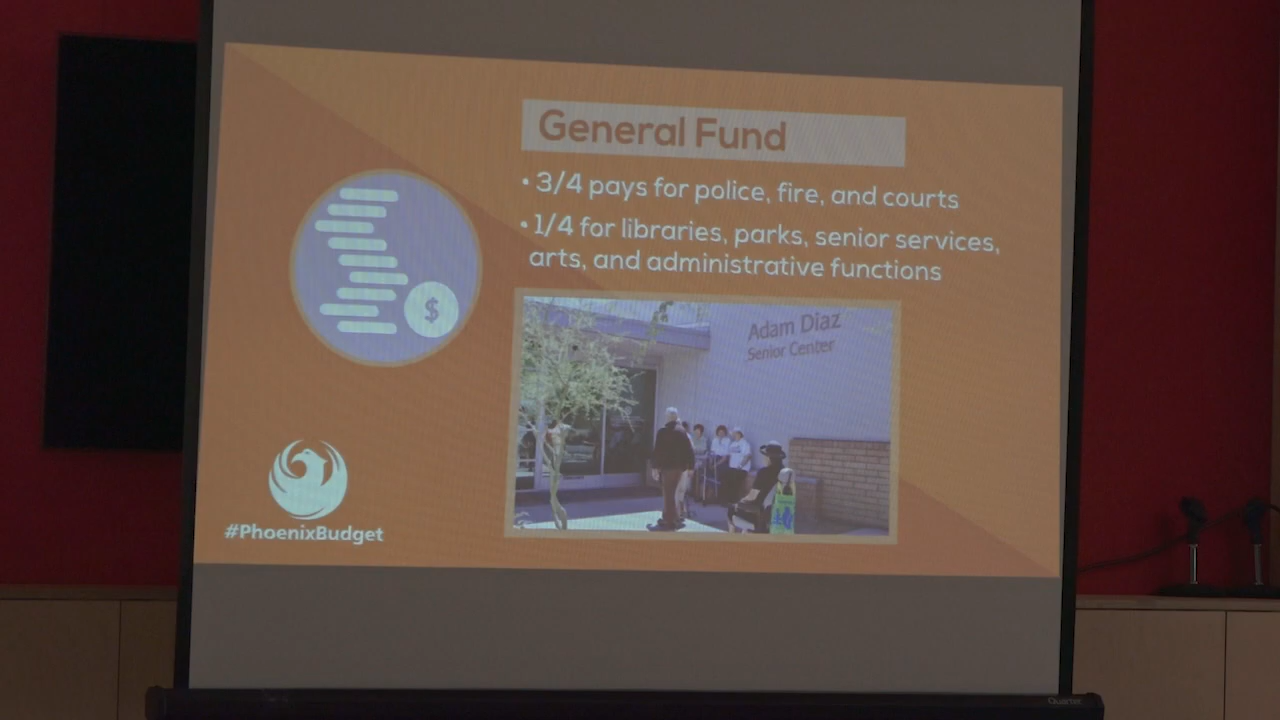 General Fund
• 3/4 pays for police, fire, and courts
• 1/4 for libraries, parks, senior services,
arts, and administrative functions
$
Adam Diaz
Senior Center
#PhoenixBudget
Quartet